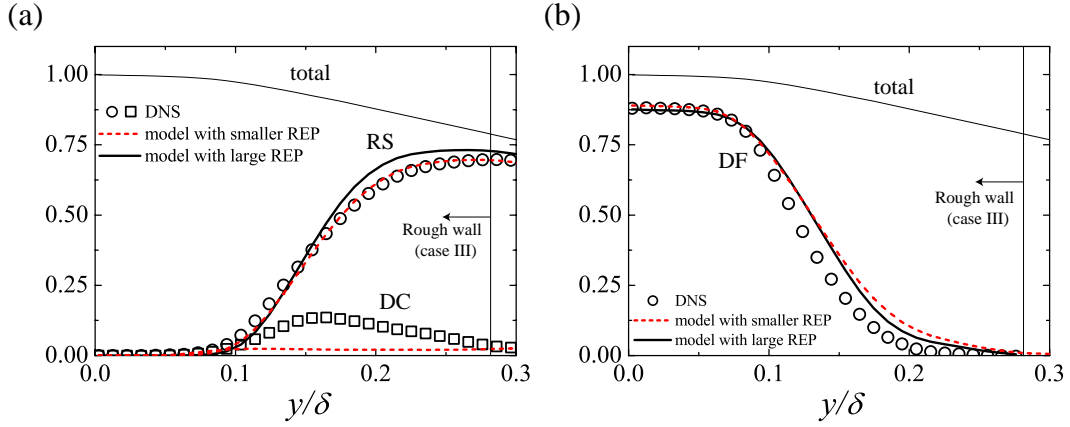 (a)
1.00
0.75
0.50
0.25
0.00
total
DNS
model with smaller REP
model with large REP
RS
DC
Rough wall
(case III)
0.0
0.1
0.2
0.3
y/δ
(b)
1.00
0.75
0.50
0.25
0.00
total
DF
Rough wall
(case III)
DNS
model with smaller REP
model with large REP
0.0
0.1
0.2
0.3
y/δ